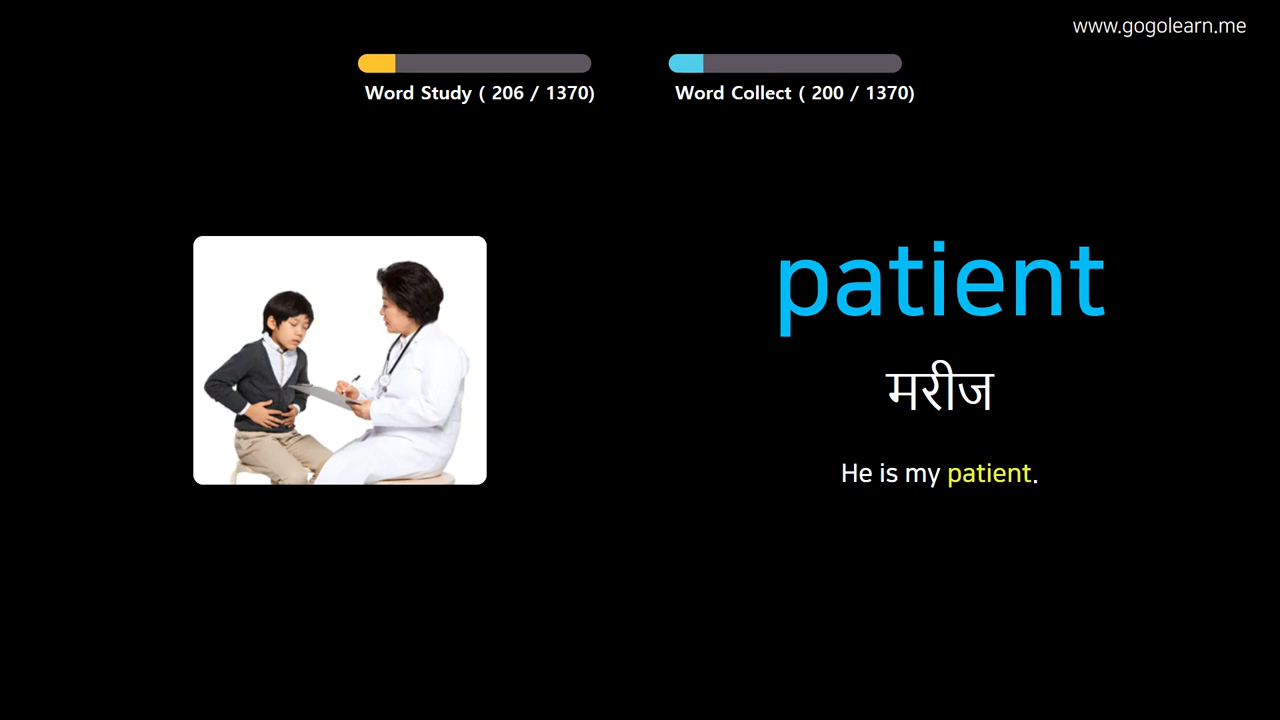 www.gogolearn.me
Word Study ( 206 / 1370)
Word Collect ( 200 / 1370)
patient
मरीज
He is my patient.